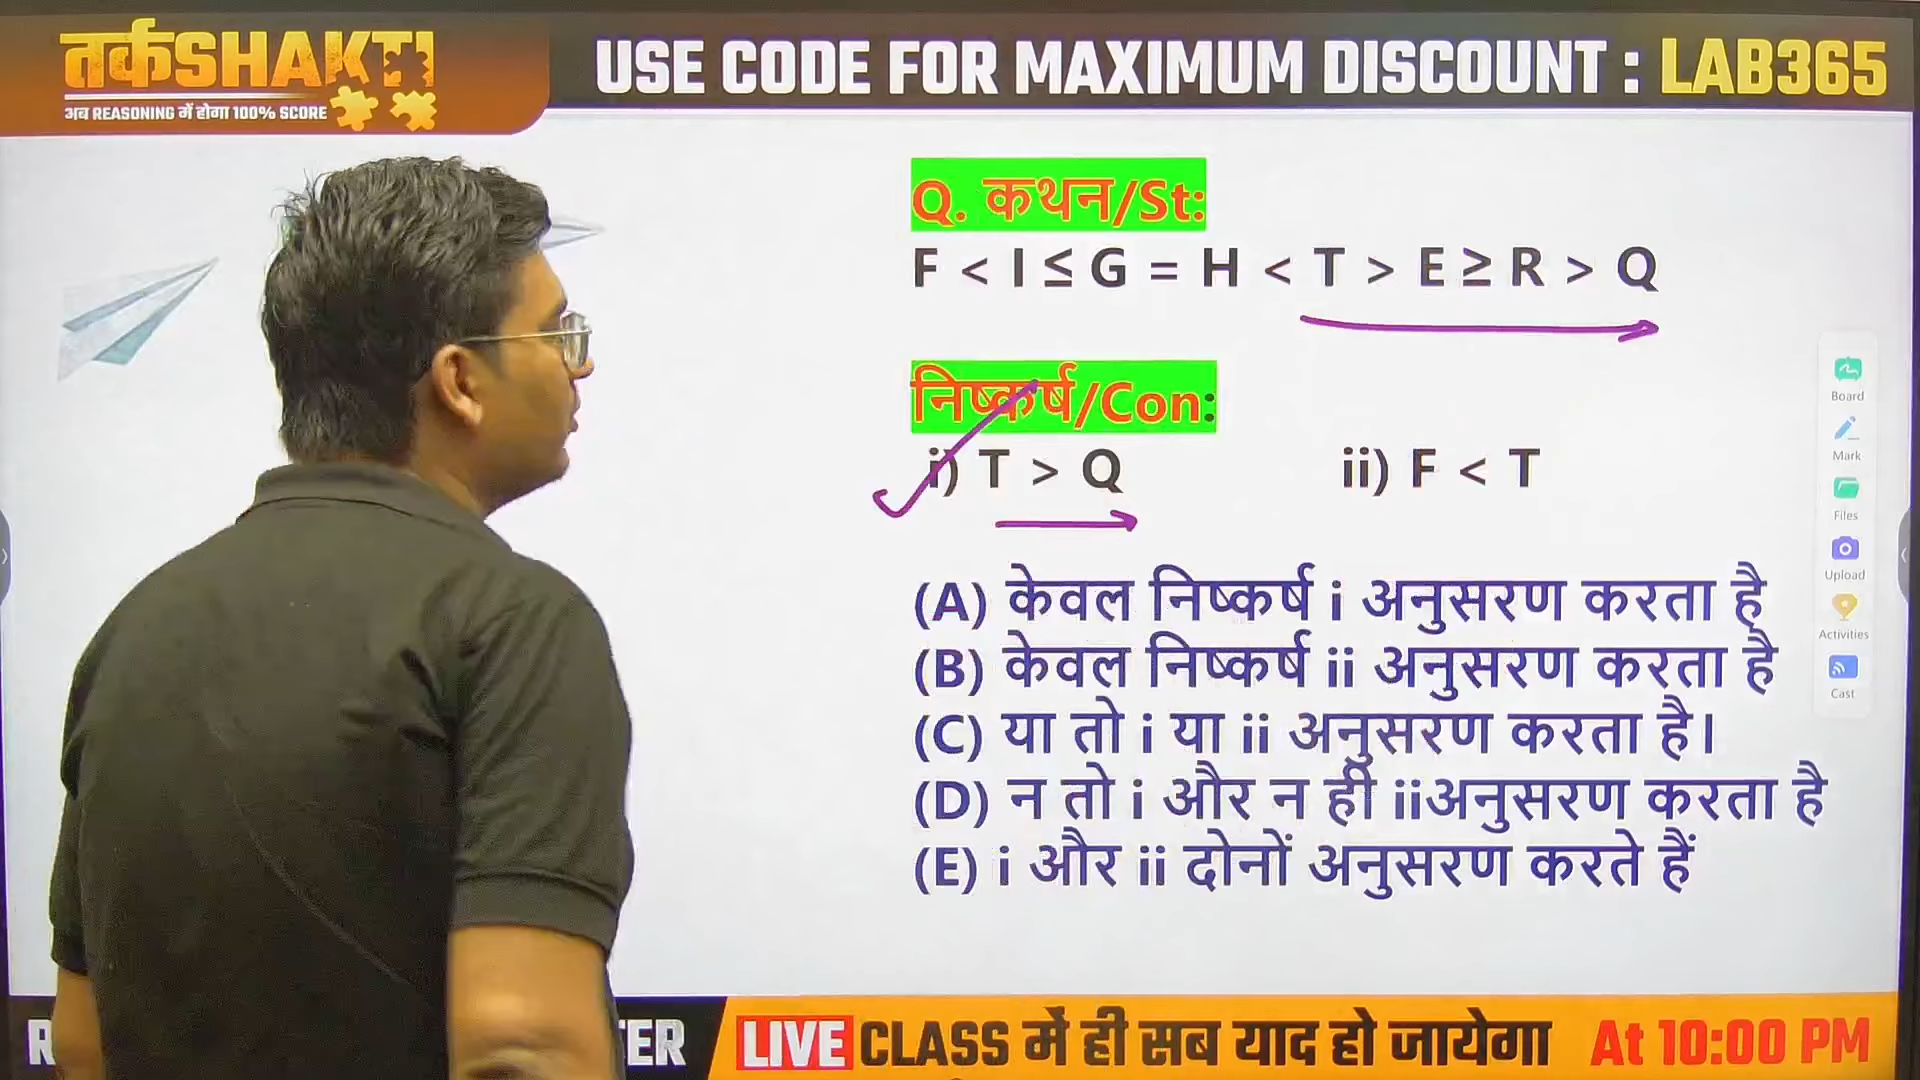 तर्कSHAKTI
अब REASONING में होगा 100% SCORE
USE CODE FOR MAXIMUM DISCOUNT : LAB365
Q. कथन/St:
F < I ≤ G = H < T > E ≥ R > Q
निष्कर्ष/Con:
i) T > Q ii) F < T
(A) केवल निष्कर्ष i अनुसरण करता है
(B) केवल निष्कर्ष ii अनुसरण करता है
(C) या तो i या ii अनुसरण करता है।
(D) न तो i और न ही iiअनुसरण करता है
(E) i और ii दोनों अनुसरण करते हैं
Board
Mark
Files
Upload
Activities
Cast
LIVE CLASS में ही सब याद हो जायेगा At 10:00 PM